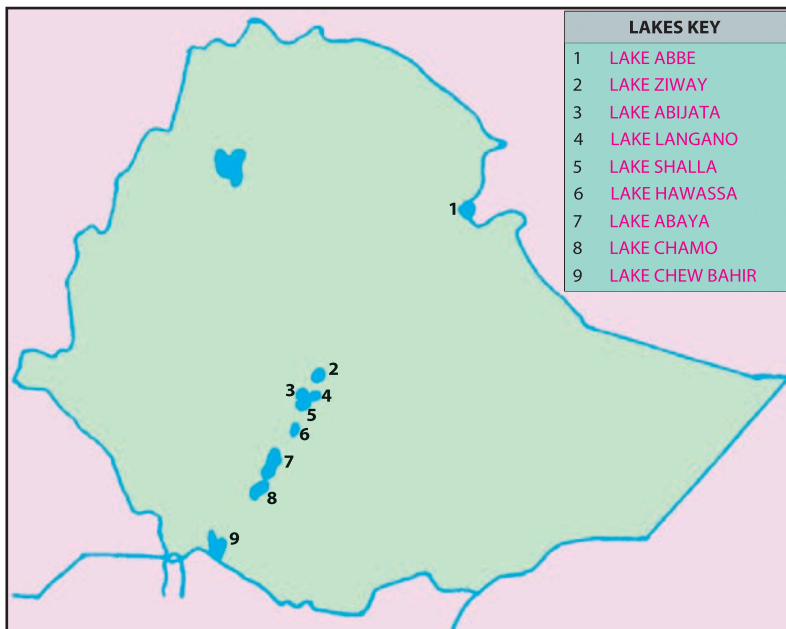 LAKES KEY
1 LAKE ABBE
2 LAKE ZIWAY
3 LAKE ABIJATA
4 LAKE LANGANO
5 LAKE SHALLA
6 LAKE HAWASSA
7 LAKE ABAYA
8 LAKE CHAMO
9 LAKE CHEW BAHIR
1
2
3
4
5
6
7
8
9